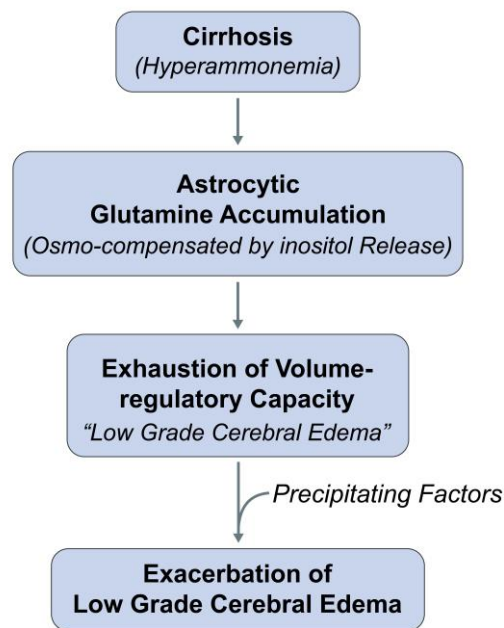 Cirrhosis
(Hyperammonemia)
Astrocytic
Glutamine Accumulation
(Osmo-compensated by inositol Release)
Exhaustion of Volume-
regulatory Capacity
“Low Grade Cerebral Edema”
Precipitating Factors
Exacerbation of
Low Grade Cerebral Edema